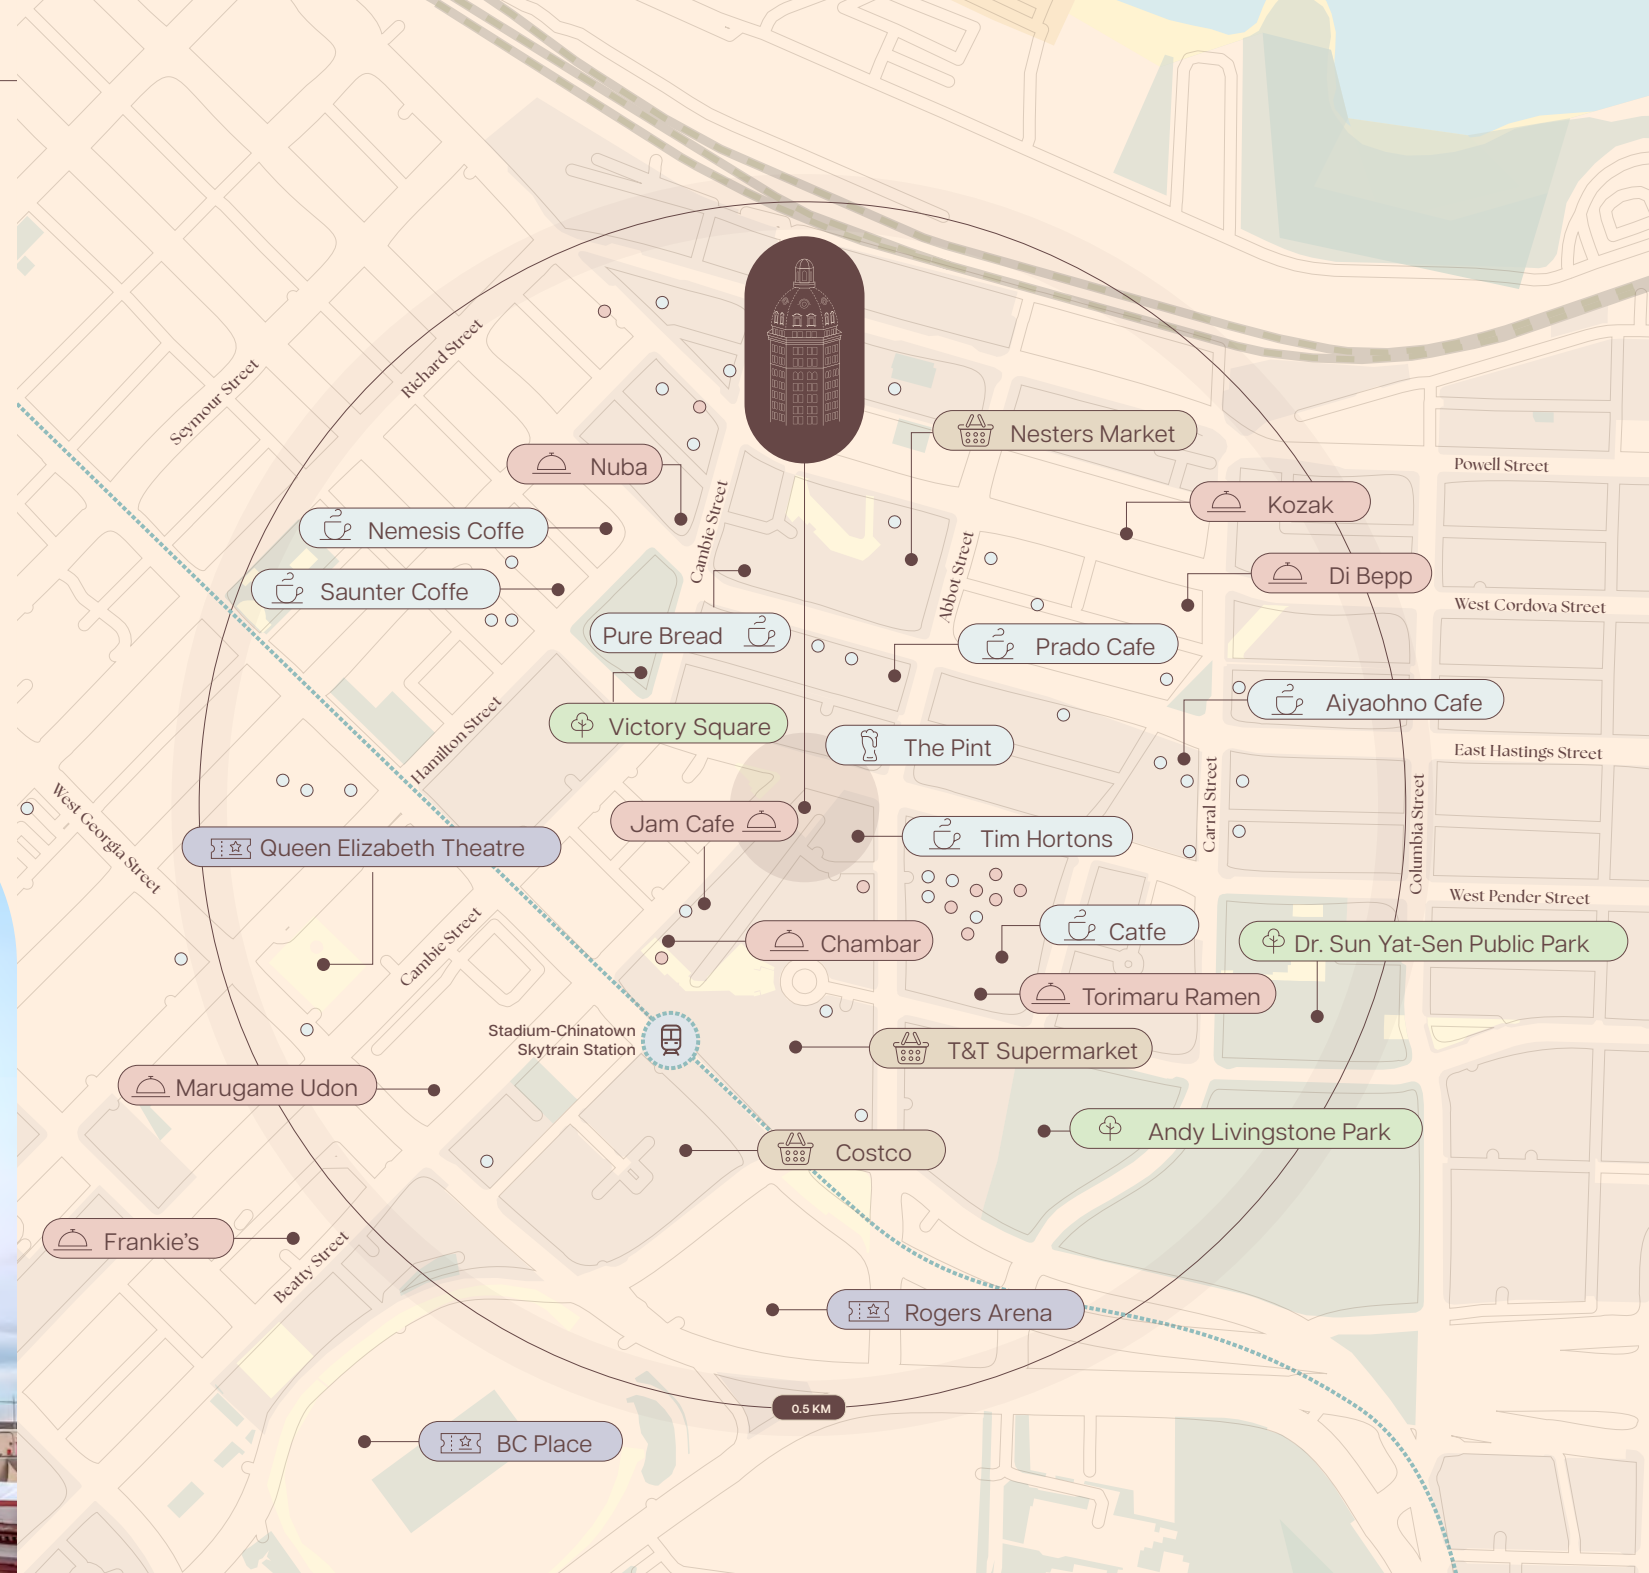 Richard Street
Seymour Street
Nesters Market
Nuba
Powell Street
Cambie Street
Kozak
Nemesis Coffe
Abbot Street
Di Bepp
Saunter Coffe
West Cordova Street
Pure Bread
Prado Cafe
Aiyaohno Cafe
Victory Square
Hamilton Street
The Pint
East Hastings Street
West Georgia Street
Carral Street
Columbia Street
Jam Cafe
Tim Hortons
Queen Elizabeth Theatre
West Pender Street
Cambie Street
Catfe
Chambar
Dr. Sun Yat-Sen Public Park
Torimaru Ramen
Stadium-Chinatown
Skytrain Station
T&T Supermarket
Marugame Udon
Andy Livingstone Park
Costco
Frankie's
Beatty Street
Rogers Arena
0.5 KM
BC Place